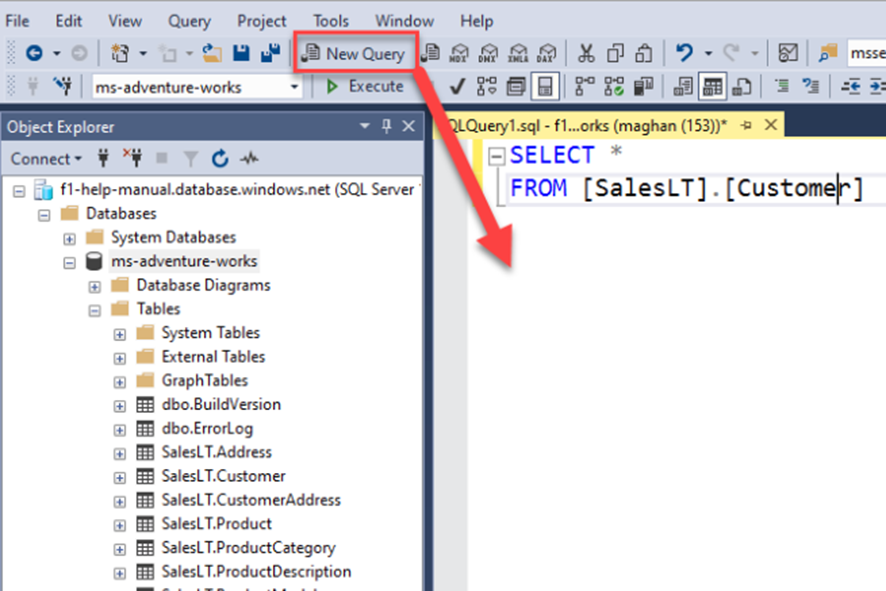 File Edit View Query Project Tools Window Help
New Query MDX DMX XMLA DAX msse
ms-adventure-works Execute
Object Explorer
QLQuery1.sql - f1...orks (maghan (153))*
Connect
SELECT *
FROM [SalesLT].[Customer]
f1-help-manual.database.windows.net (SQL Server
Databases
System Databases
ms-adventure-works
Database Diagrams
Tables
System Tables
External Tables
GraphTables
dbo.BuildVersion
dbo.ErrorLog
SalesLT.Address
SalesLT.Customer
SalesLT.CustomerAddress
SalesLT.Product
SalesLT.ProductCategory
SalesLT.ProductDescription